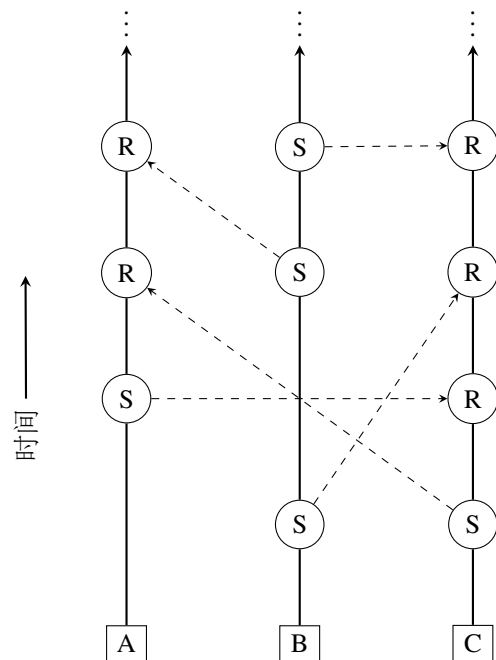 ⋮ ⋮ ⋮
R S R
R S R
S R
S S
时间
A B C